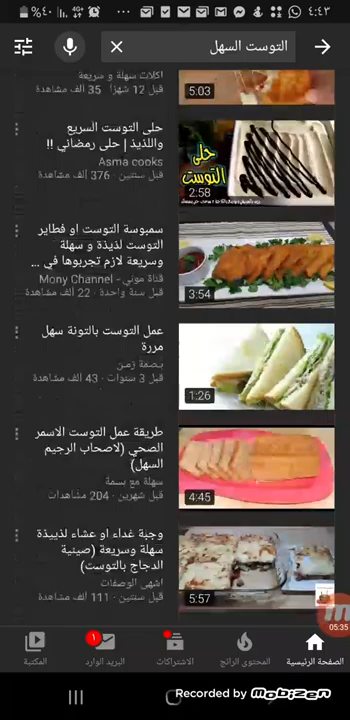 ٤:٤٣
%٤٠
التوست السهل
اكلات سهلة و سريعة
قبل 12 شهرًا · 35 ألف مشاهدة
5:03
حلى التوست السريع
واللذيذ | حلى رمضاني !!
Asma cooks
قبل سنتين · 376 ألف مشاهدة
حلى
التوست
2:58
سمبوسة التوست او فطاير
التوست لذيذة و سهلة
وسريعة لازم تجربوها في ...
قناة موني - Mony Channel
قبل سنة واحدة · 22 ألف مشاهدة
3:54
عمل التوست بالتونة سهل
مررة
بصمة زمن
قبل 3 سنوات · 43 ألف مشاهدة
1:26
طريقة عمل التوست الاسمر
الصحي (لاصحاب الرجيم
السهل)
سهلة مع بسمة
قبل شهرين · 204 مشاهدات
4:45
وجبة غداء او عشاء لذييذة
سهلة وسريعة (صينية
الدجاج بالتوست)
اشهى الوصفات
قبل سنتين · 111 ألف مشاهدة
5:57
05:35
الصفحة الرئيسية
المحتوى الرائج
الاشتراكات
البريد الوارد
١
المكتبة
Recorded by Mobizen